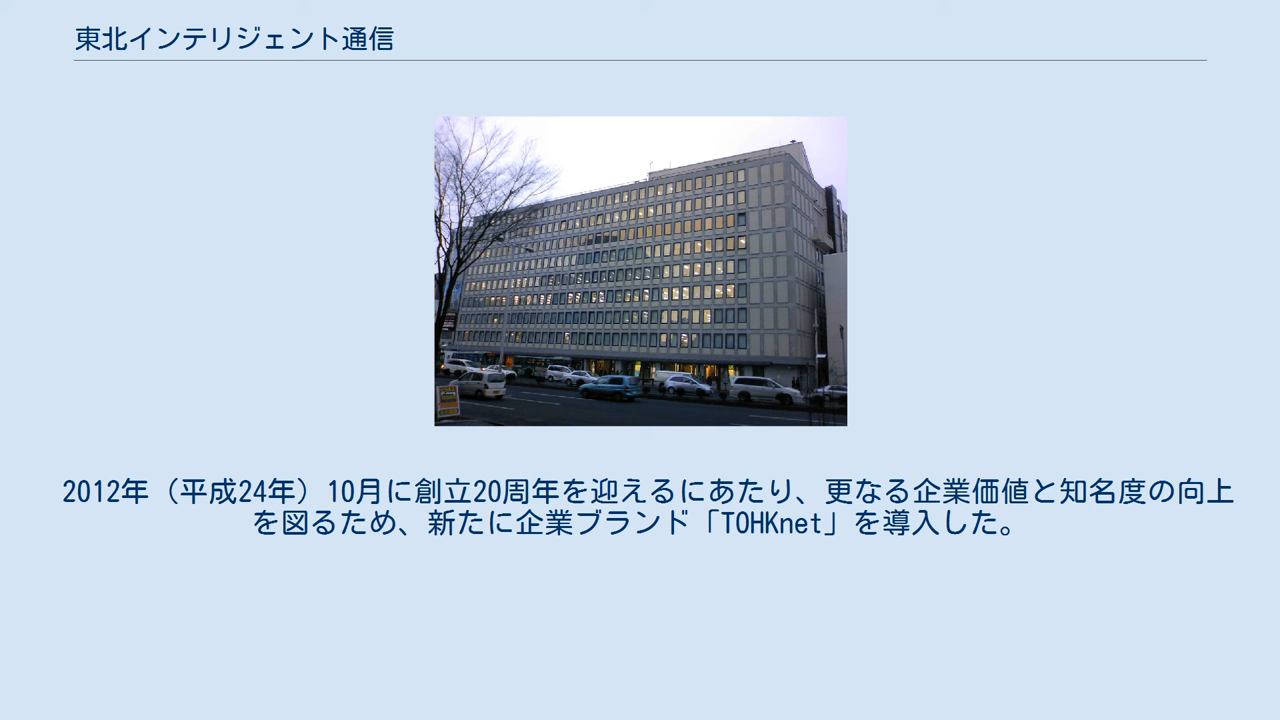 東北インテリジェント通信
2012年（平成24年）10月に創立20周年を迎えるにあたり、更なる企業価値と知名度の向上
を図るため、新たに企業ブランド「TOHKnet」を導入した。